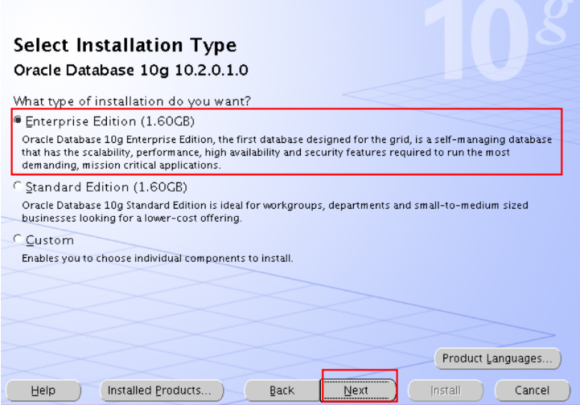 10g
Select Installation Type
Oracle Database 10g 10.2.0.1.0
What type of installation do you want?
Enterprise Edition (1.60GB)
Oracle Database 10g Enterprise Edition, the first database designed for the grid, is a self-managing database
that has the scalability, performance, high availability and security features required to run the most
demanding, mission critical applications.
Standard Edition (1.60GB)
Oracle Database 10g Standard Edition is ideal for workgroups, departments and small-to-medium sized
businesses looking for a lower-cost offering.
Custom
Enables you to choose individual components to install.
Product Languages...
Help Installed Products... Back Next Install Cancel